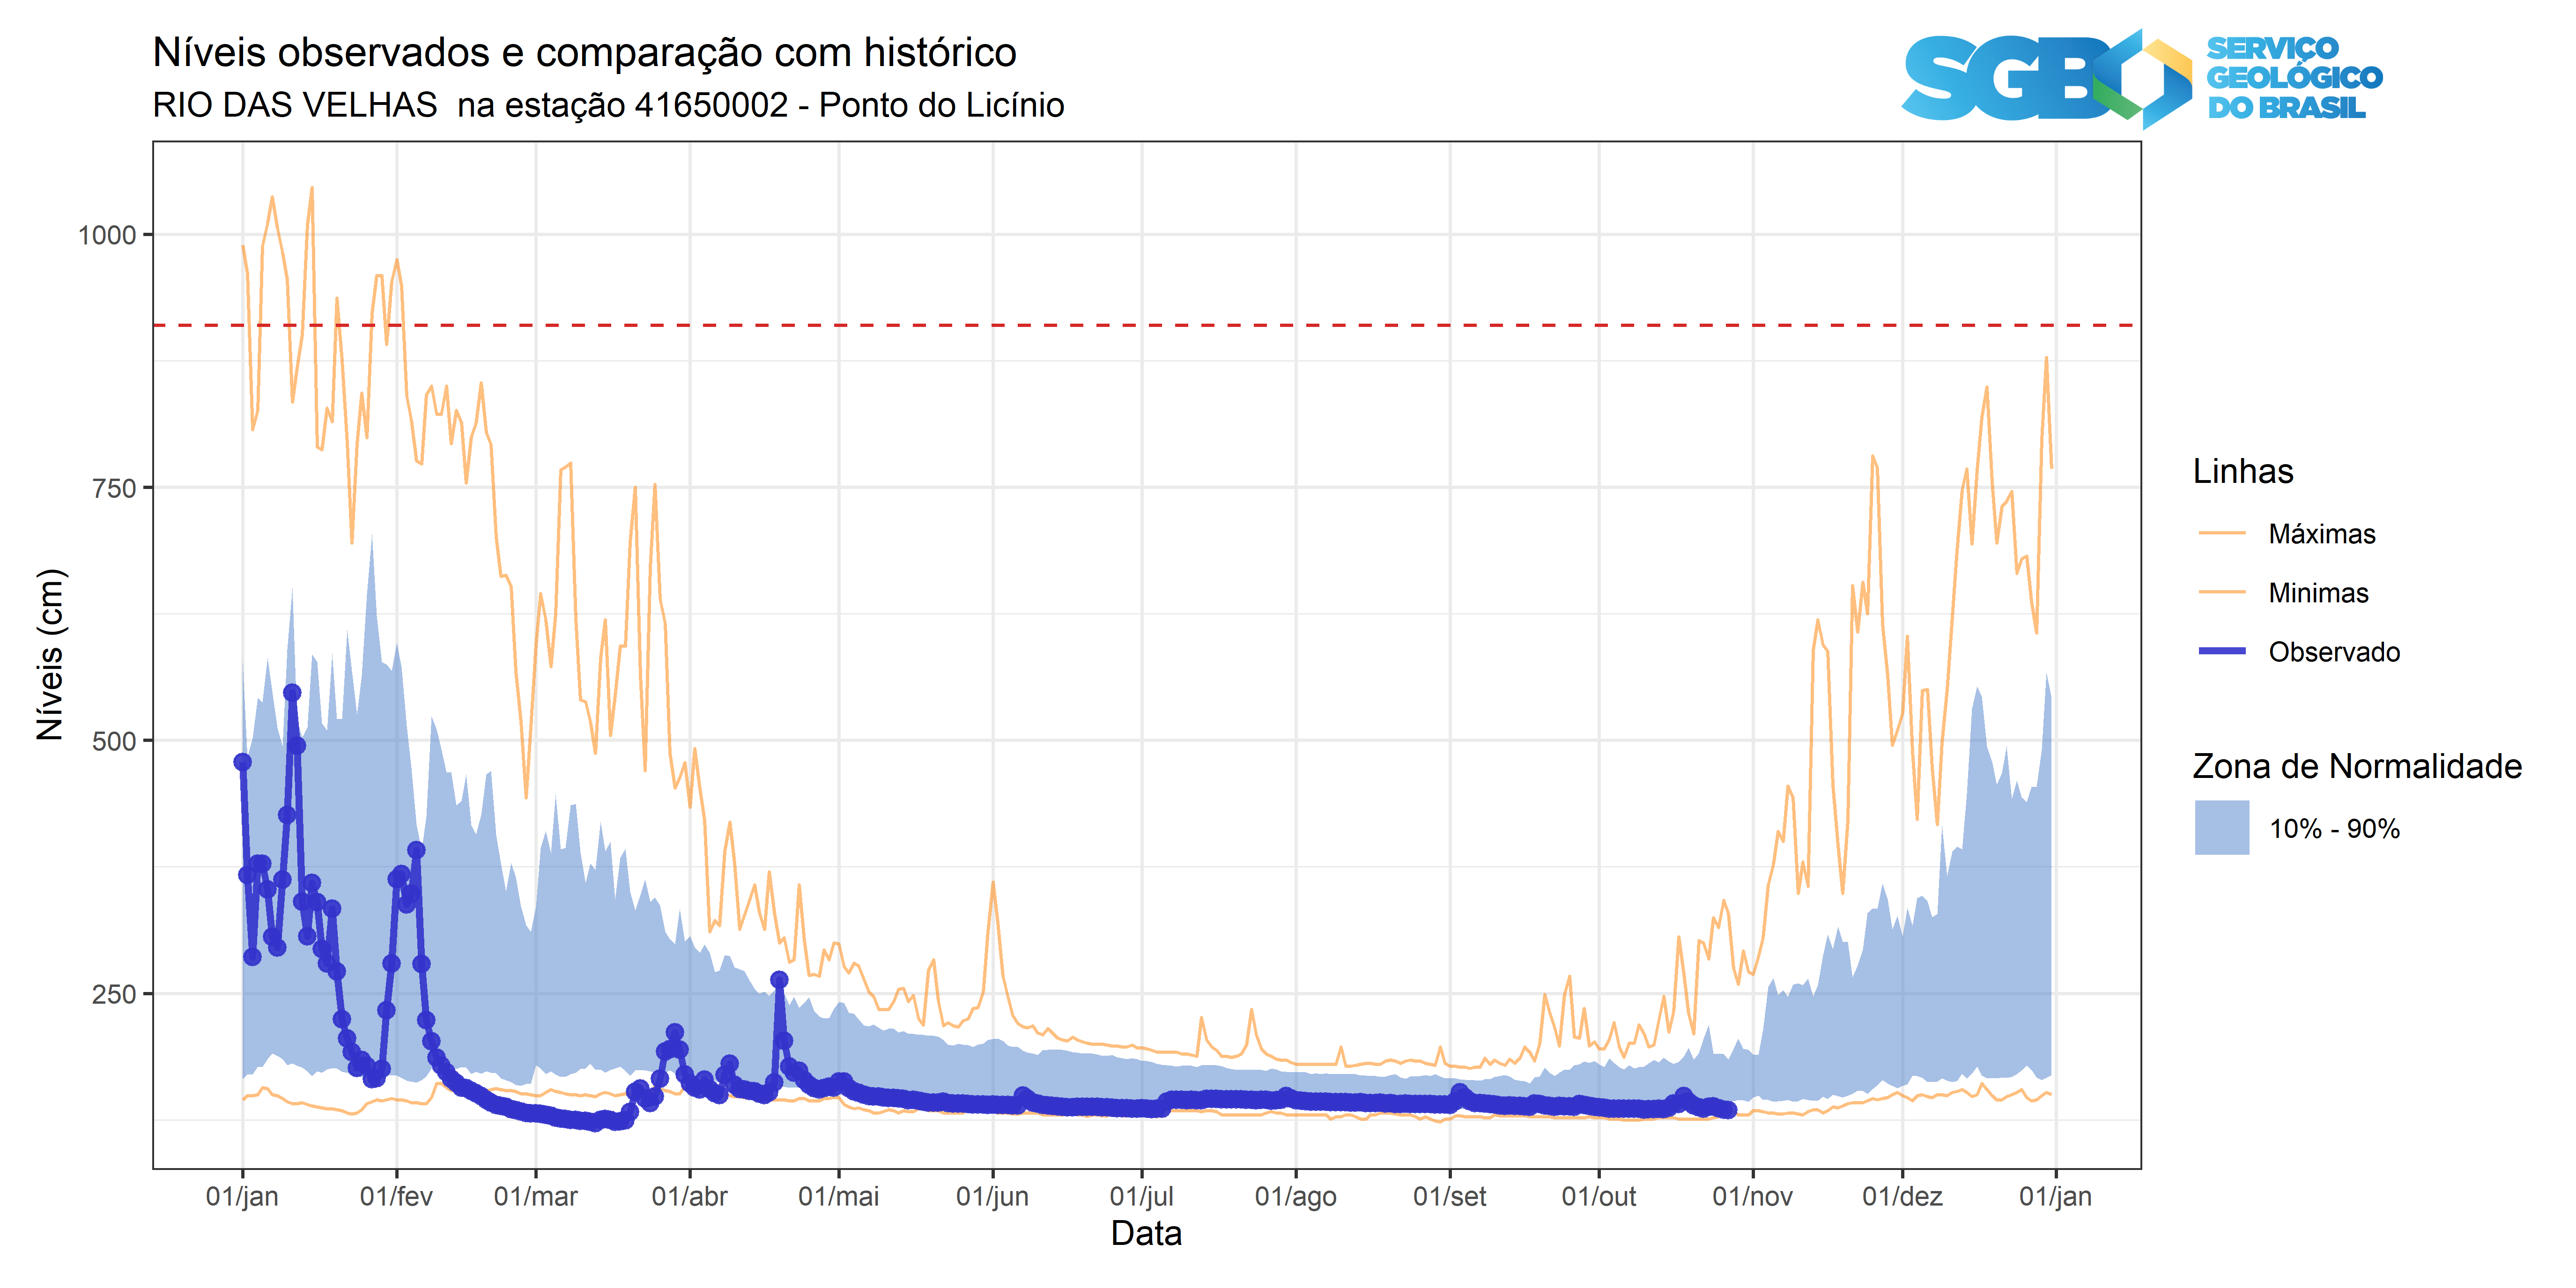 Níveis observados e comparação com histórico
RIO DAS VELHAS  na estação 41650002 - Ponto do Licínio
SGB
SERVIÇO
GEOLÓGICO
DO BRASIL
Níveis (cm)
1000
750
500
250
01/jan
01/fev
01/mar
01/abr
01/mai
01/jun
01/jul
01/ago
01/set
01/out
01/nov
01/dez
01/jan
Data
Linhas
Máximas
Minimas
Observado
Zona de Normalidade
10% - 90%